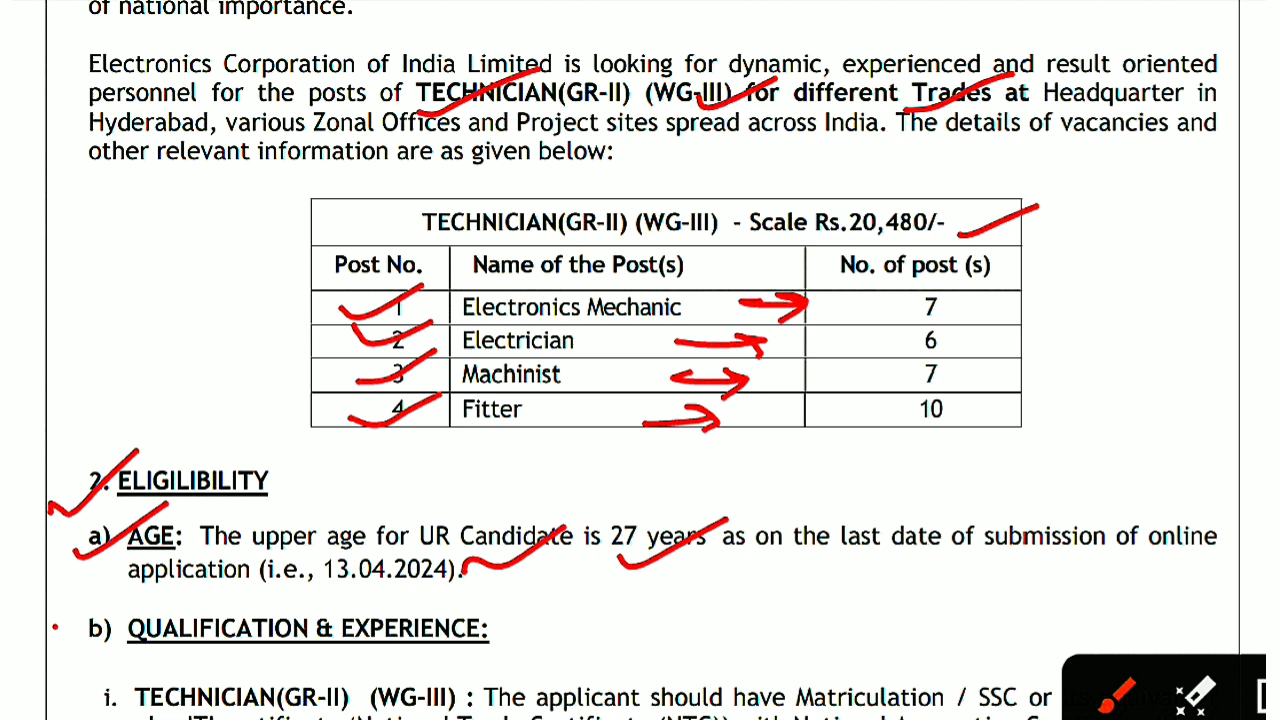 of national importance.
Electronics Corporation of India Limited is looking for dynamic, experienced and result oriented
personnel for the posts of TECHNICIAN(GR-II) (WG-III) for different Trades at Headquarter in
Hyderabad, various Zonal Offices and Project sites spread across India. The details of vacancies and
other relevant information are as given below:
TECHNICIAN(GR-II) (WG-III) - Scale Rs.20,480/-
Post No. Name of the Post(s) No. of post (s)
1 Electronics Mechanic 7
2 Electrician 6
3 Machinist 7
4 Fitter 10
2. ELIGILIBILITY
a) AGE: The upper age for UR Candidate is 27 years as on the last date of submission of online
application (i.e., 13.04.2024).
b) QUALIFICATION & EXPERIENCE:
i. TECHNICIAN(GR-II) (WG-III) : The applicant should have Matriculation / SSC or